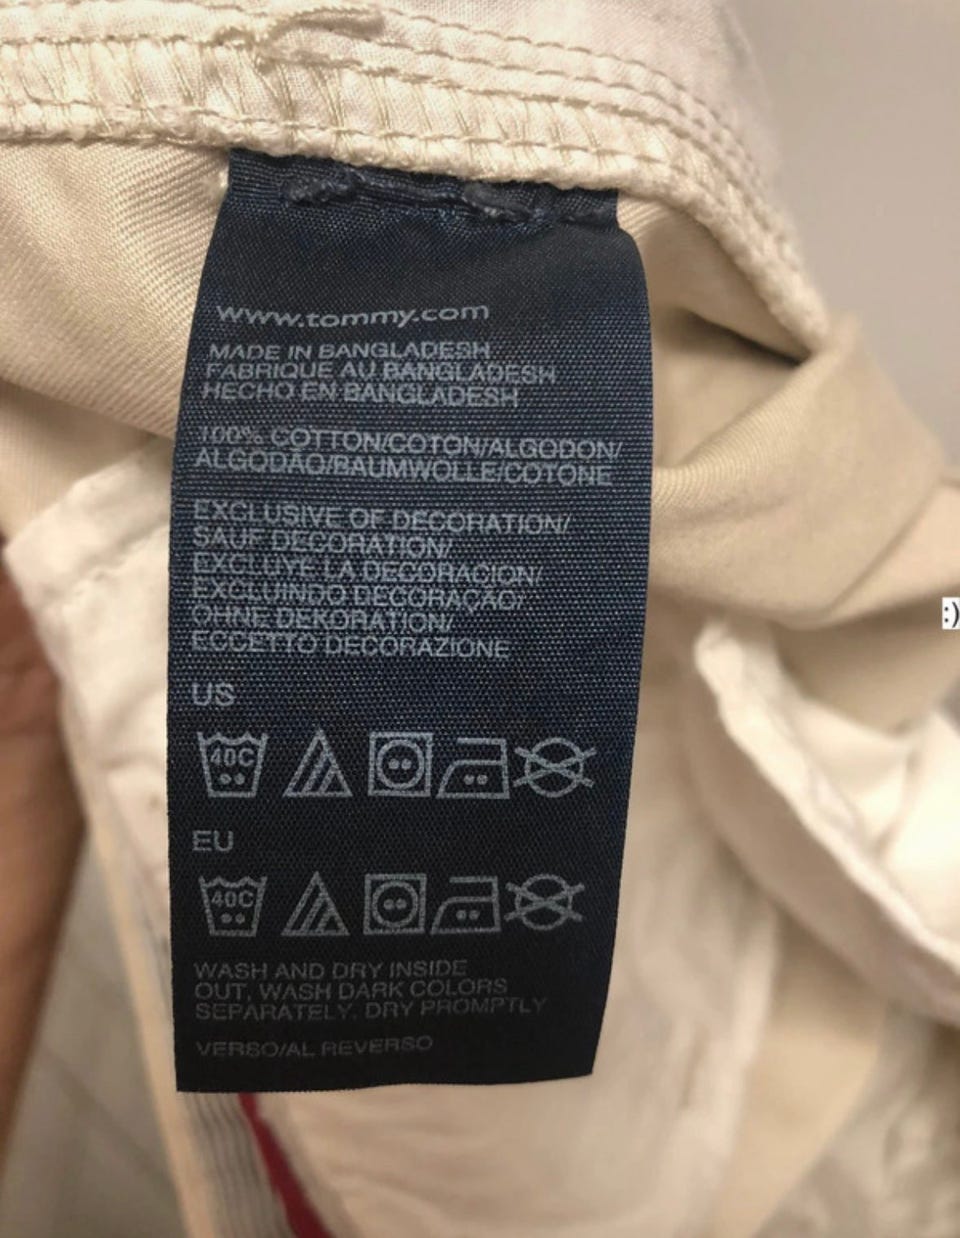 www.tommy.com
MADE IN BANGLADESH
FABRIQUE AU BANGLADESH
HECHO EN BANGLADESH
100% COTTON/COTON/ALGODON/
ALGODÃO/BAUMWOLLE/COTONE
EXCLUSIVE OF DECORATION/
SAUF DECORATION/
EXCLUYE LA DECORACION/
EXCLUINDO DECORAÇAO/
OHNE DEKORATION/
ECCETTO DECORAZIONE
US
40C
EU
40C
WASH AND DRY INSIDE
OUT, WASH DARK COLORS
SEPARATELY. DRY PROMPTLY
VERSO/AL REVERSO
:)